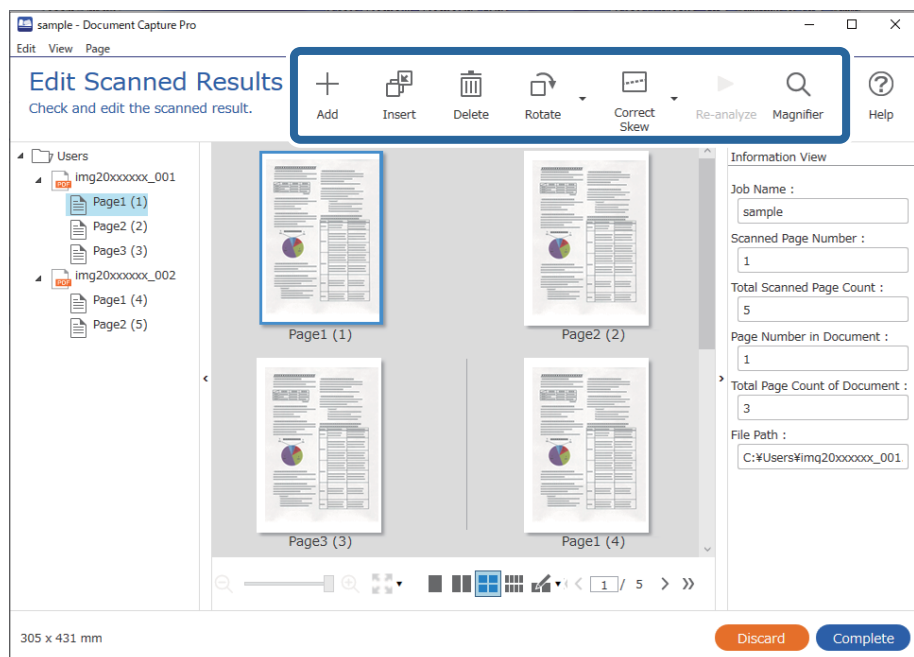 sample - Document Capture Pro
Edit View Page
Edit Scanned Results
Check and edit the scanned result.
Add
Insert
Delete
Rotate
Correct
Skew
Re-analyze
Magnifier
Help
Users
PDF
img20xxxxxx_001
Page1 (1)
Page2 (2)
Page3 (3)
PDF
img20xxxxxx_002
Page1 (4)
Page2 (5)
Page1 (1)
Page2 (2)
Page3 (3)
Page1 (4)
1 / 5
Information View
Job Name :
sample
Scanned Page Number :
1
Total Scanned Page Count :
5
Page Number in Document :
1
Total Page Count of Document :
3
File Path :
C:¥Users¥img20xxxxxx_001
305 x 431 mm
Discard
Complete